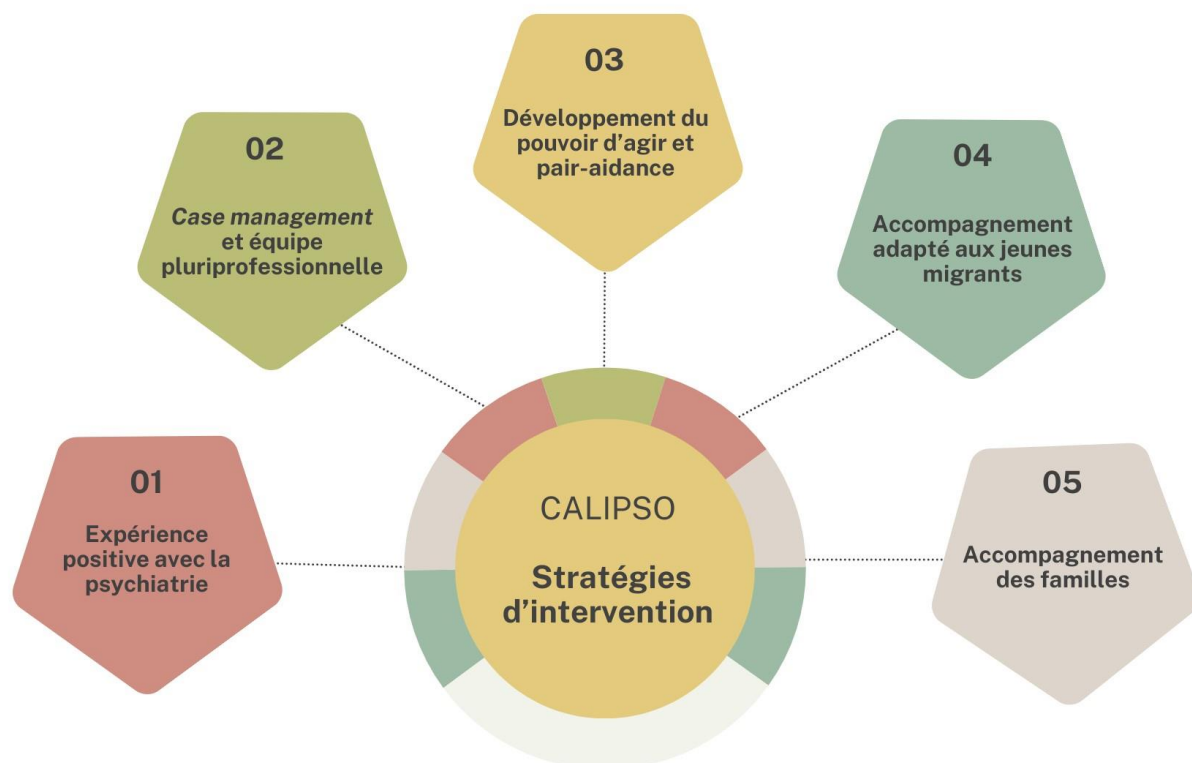 01
Expérience
positive avec la
psychiatrie
02
Case management
et équipe
pluriprofessionnelle
03
Développement du
pouvoir d'agir et
pair-aidance
04
Accompagnement
adapté aux jeunes
migrants
05
Accompagnement
des familles
CALIPSO
Stratégies
d'intervention